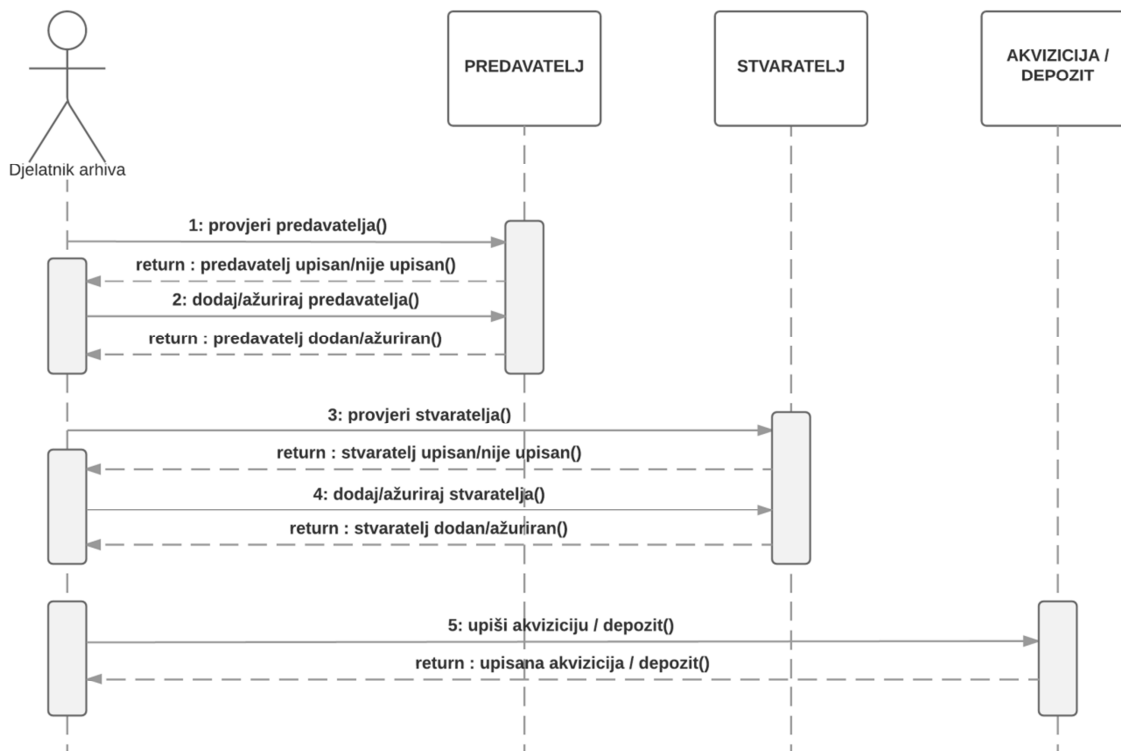 PREDAVATELJ
STVARATELJ
AKVIZICIJA /
DEPOZIT
Djelatnik arhiva
1: provjeri predavatelja()
return : predavatelj upisan/nije upisan()
2: dodaj/ažuriraj predavatelja()
return : predavatelj dodan/ažuriran()
3: provjeri stvaratelja()
return : stvaratelj upisan/nije upisan()
4: dodaj/ažuriraj stvaratelja()
return : stvaratelj dodan/ažuriran()
5: upiši akviziciju / depozit()
return : upisana akvizicija / depozit()